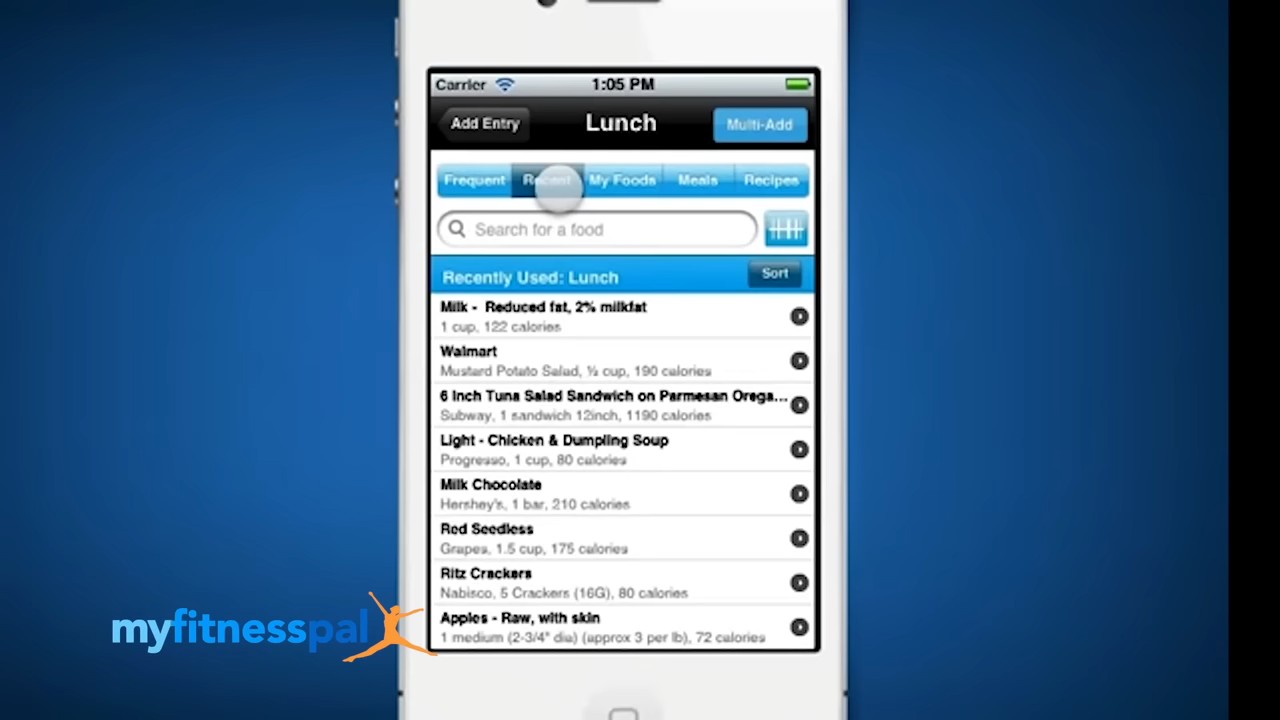 Carrier 1:05 PM
Add Entry Lunch Multi-Add
Frequent Recent My Foods Meals Recipes
Search for a food
Recently Used: Lunch Sort
Milk - Reduced fat, 2% milkfat
1 cup, 122 calories
Walmart
Mustard Potato Salad, ½ cup, 190 calories
6 Inch Tuna Salad Sandwich on Parmesan Orega...
Subway, 1 sandwich 12inch, 1190 calories
Light - Chicken & Dumpling Soup
Progresso, 1 cup, 80 calories
Milk Chocolate
Hershey's, 1 bar, 210 calories
Red Seedless
Grapes, 1.5 cup, 175 calories
Ritz Crackers
Nabisco, 5 Crackers (16G), 80 calories
Apples - Raw, with skin
1 medium (2-3/4" dia) (approx 3 per lb), 72 calories
myfitnesspal